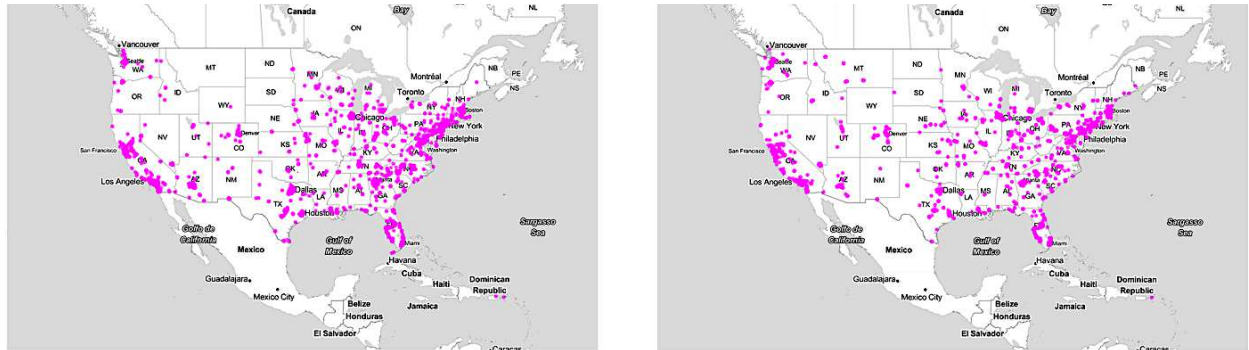 Canada
Bay
NL
ON
Vancouver
Seattle
WA
MT
ND
MN
Montréal
NB
PE
NS
OR
ID
SD
WI
MI
Toronto
NH
Boston
WY
IA
Chicago
NY
New York
NV
UT
NE
Denver
CO
IL
OH
PA
Philadelphia
Washington
San Francisco
CA
KS
MO
KY
VA
Los Angeles
AZ
NM
OK
AR
TN
SC
Dallas
MS
AL
GA
TX
LA
Houston
Golfo de
California
Mexico
Gulf of
Mexico
Miami
Sargasso
Sea
Havana
Cuba
Guadalajara
Mexico City
Haiti
Dominican
Republic
Belize
Jamaica
Honduras
El Salvador
Caracas
Canada
Bay
NL
ON
Vancouver
Seattle
WA
MT
ND
MN
Montréal
NB
PE
NS
OR
ID
SD
WI
MI
Toronto
NH
Boston
WY
IA
Chicago
NY
New York
NV
UT
NE
Denver
CO
IL
OH
PA
Philadelphia
Washington
San Francisco
CA
KS
MO
KY
VA
Los Angeles
AZ
NM
OK
AR
TN
SC
Dallas
MS
AL
GA
TX
LA
Houston
Golfo de
California
Mexico
Gulf of
Mexico
Miami
Sargasso
Sea
Havana
Cuba
Guadalajara
Mexico City
Haiti
Dominican
Republic
Belize
Jamaica
Honduras
El Salvador
Caracas